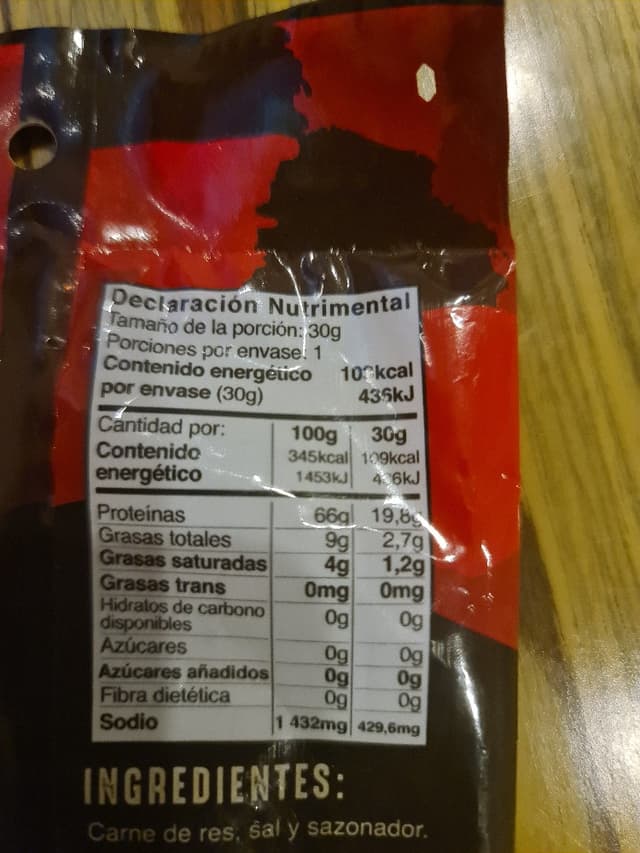 Declaración Nutrimental
Tamaño de la porción: 30g
Porciones por envase: 1
Contenido energético
por envase (30g) 436kJ
Cantidad por: 100g 30g
Contenido 345kcal 109kcal
energético 1453kJ
Proteínas 66g 19,8g
Grasas totales 9g 2,7g
Grasas saturadas 4g 1,2g
Grasas trans 0mg 0mg
Hidratos de carbono
disponibles 0g 0g
Azúcares 0g 0g
Azúcares añadidos 0g 0g
Fibra dietética 0g 0g
Sodio 1 432mg 429,6mg
INGREDIENTES:
Carne de res, sal y sazonador.